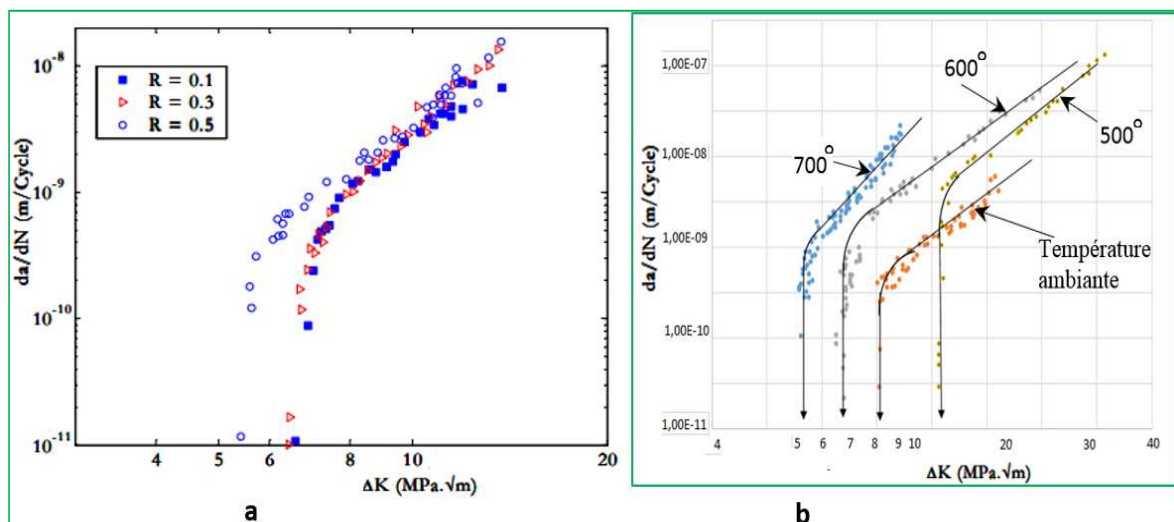 R = 0.1
R = 0.3
R = 0.5
10⁻⁸
10⁻⁹
10⁻¹⁰
10⁻¹¹
da/dN (m/Cycle)
4 5 6 8 10 20
ΔK (MPa.√m)
a
1,00E-07
1,00E-08
1,00E-09
1,00E-10
1,00E-11
da/dN (m/Cycle)
600°
500°
700°
Température
ambiante
4 5 6 7 8 9 10 20 30 40
ΔK (MPa.√m)
b